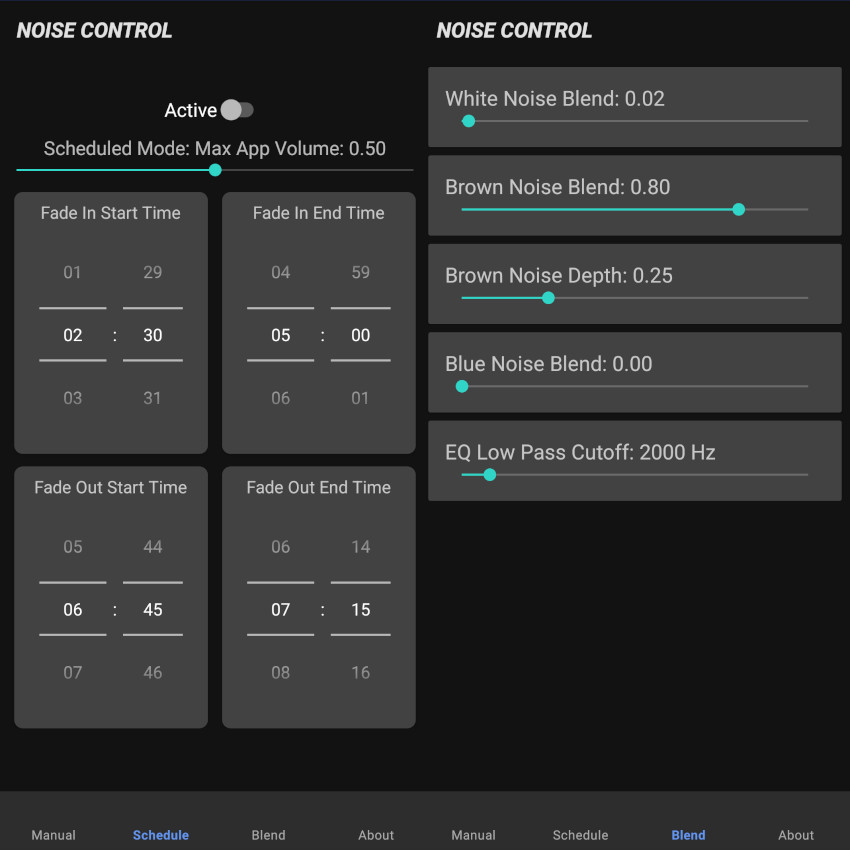 NOISE CONTROL
Active
Scheduled Mode: Max App Volume: 0.50
Fade In Start Time
01 29
02 : 30
03 31
Fade In End Time
04 59
05 : 00
06 01
Fade Out Start Time
05 44
06 : 45
07 46
Fade Out End Time
06 14
07 : 15
08 16
Manual Schedule Blend About
NOISE CONTROL
White Noise Blend: 0.02
Brown Noise Blend: 0.80
Brown Noise Depth: 0.25
Blue Noise Blend: 0.00
EQ Low Pass Cutoff: 2000 Hz
Manual Schedule Blend About